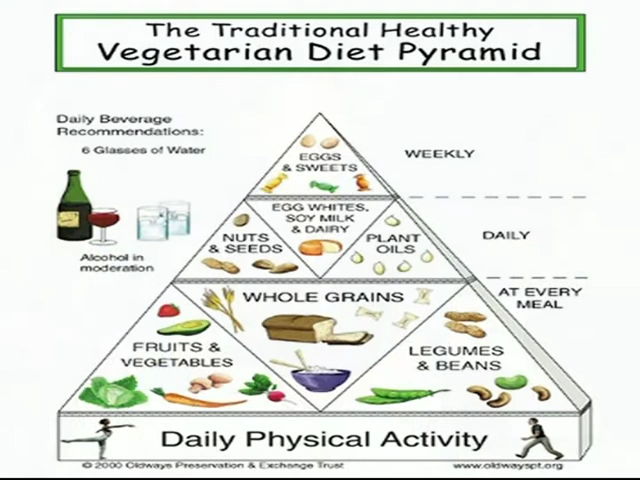 The Traditional Healthy
Vegetarian Diet Pyramid
Daily Beverage
Recommendations:
6 Glasses of Water
Alcohol in
moderation
EGGS
& SWEETS
WEEKLY
EGG WHITES,
SOY MILK
& DAIRY
NUTS
& SEEDS
PLANT
OILS
DAILY
WHOLE GRAINS
AT EVERY
MEAL
FRUITS &
VEGETABLES
LEGUMES
& BEANS
Daily Physical Activity
© 2000 Oldways Preservation & Exchange Trust
www.oldwayspt.org